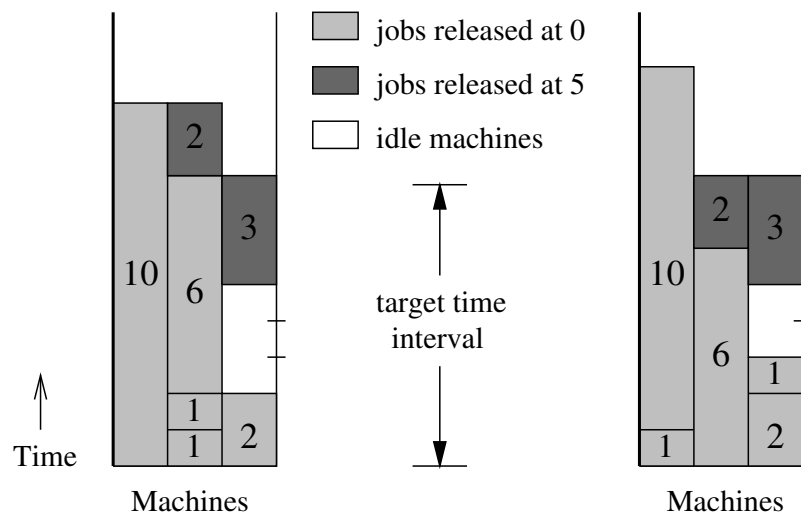 jobs released at 0
jobs released at 5
idle machines
2
3
10
6
1
1
2
Time
Machines
target time
interval
2
3
10
6
1
1
2
Machines